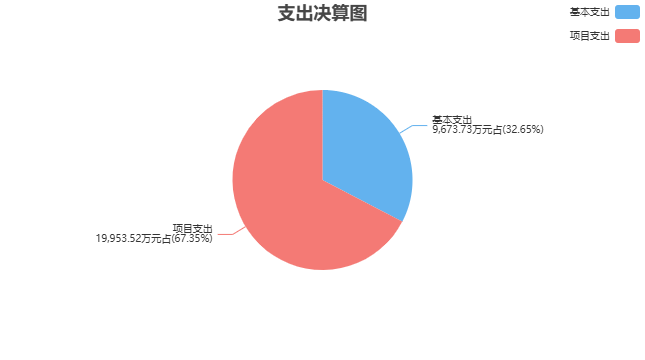 支出决算图
基本支出
项目支出
基本支出
9,673.73万元占(32.65%)
项目支出
19,953.52万元占(67.35%)